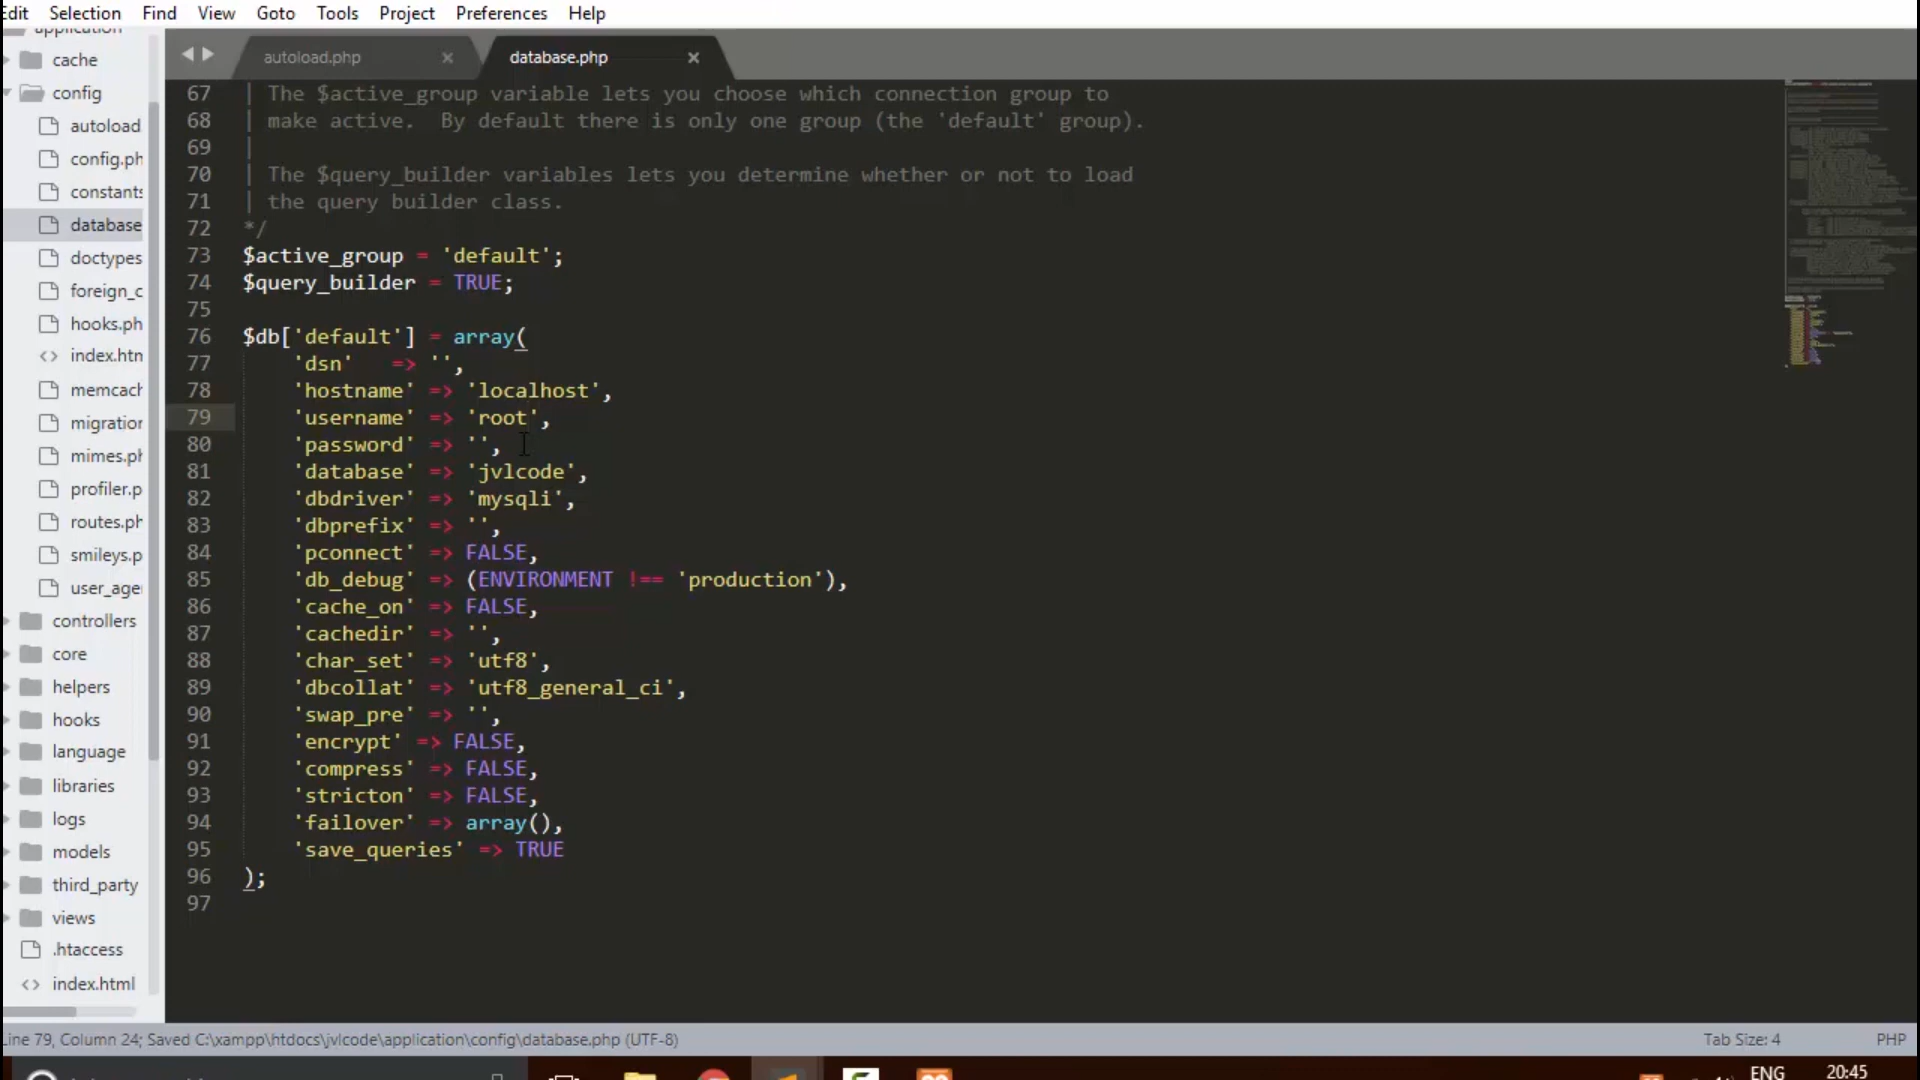 Edit Selection Find View Goto Tools Project Preferences Help
application
cache
config
autoload
config.ph
constants
database
doctypes
foreign_c
hooks.ph
index.htm
memcach
migration
mimes.ph
profiler.p
routes.ph
smileys.p
user_age
controllers
core
helpers
hooks
language
libraries
logs
models
third_party
views
.htaccess
index.html
autoload.php
database.php
67 | The $active_group variable lets you choose which connection group to
68 | make active.  By default there is only one group (the 'default' group).
69 |
70 | The $query_builder variables lets you determine whether or not to load
71 | the query builder class.
72 */
73 $active_group = 'default';
74 $query_builder = TRUE;
75
76 $db['default'] = array(
77 'dsn' => '',
78 'hostname' => 'localhost',
79 'username' => 'root',
80 'password' => '',
81 'database' => 'jvlcode',
82 'dbdriver' => 'mysqli',
83 'dbprefix' => '',
84 'pconnect' => FALSE,
85 'db_debug' => (ENVIRONMENT !== 'production'),
86 'cache_on' => FALSE,
87 'cachedir' => '',
88 'char_set' => 'utf8',
89 'dbcollat' => 'utf8_general_ci',
90 'swap_pre' => '',
91 'encrypt' => FALSE,
92 'compress' => FALSE,
93 'stricton' => FALSE,
94 'failover' => array(),
95 'save_queries' => TRUE
96 );
97
Line 79, Column 24; Saved C:\xampp\htdocs\jvlcode\application\config\database.php (UTF-8) Tab Size: 4 PHP
ENG 20:45